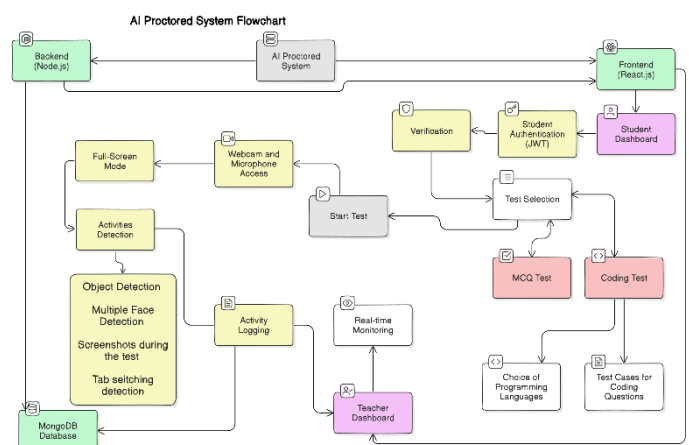 AI Proctored System Flowchart
Backend
(Node.js)
AI Proctored
System
Frontend
(React.js)
Verification
Student
Authentication
(JWT)
Student
Dashboard
Full-Screen
Mode
Webcam and
Microphone
Access
Test Selection
Start Test
Activities
Detection
MCQ Test
Coding Test
Object Detection
Multiple Face
Detection
Screenshots during
the test
Tab seitching
detection
Activity
Logging
Real-time
Monitoring
Choice of
Programming
Languages
Test Cases for
Coding
Questions
Teacher
Dashboard
MongoDB
Database